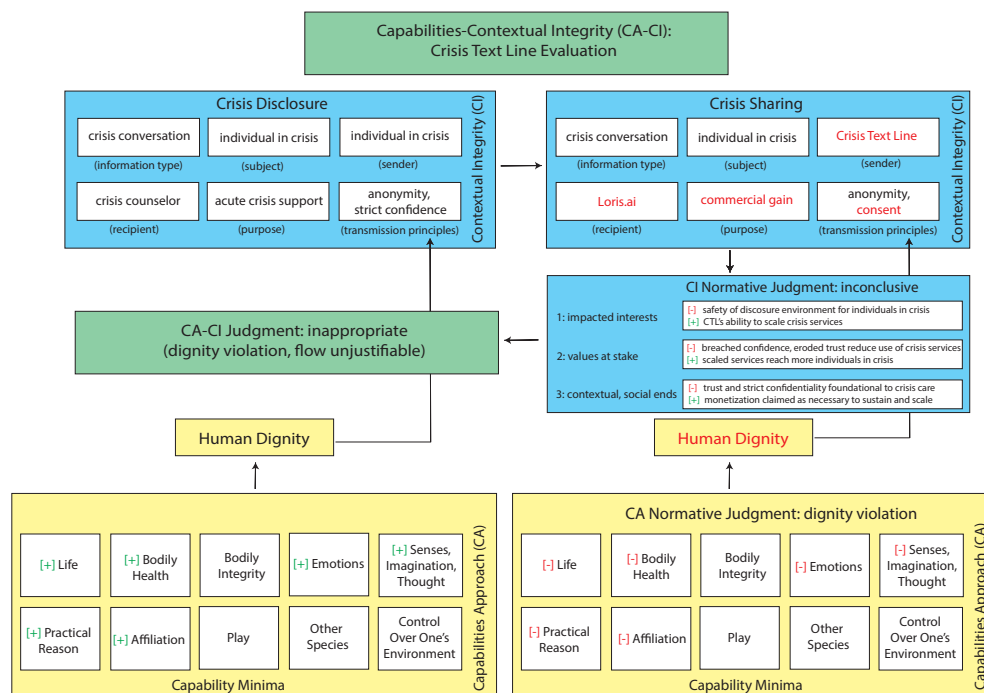 Capabilities-Contextual Integrity (CA-CI):
Crisis Text Line Evaluation
Crisis Disclosure
crisis conversation
(information type)
individual in crisis
(subject)
individual in crisis
(sender)
crisis counselor
(recipient)
acute crisis support
(purpose)
anonymity,
strict confidence
(transmission principles)
Contextual Integrity (CI)
Crisis Sharing
crisis conversation
(information type)
individual in crisis
(subject)
Crisis Text Line
(sender)
Loris.ai
(recipient)
commercial gain
(purpose)
anonymity,
consent
(transmission principles)
Contextual Integrity (CI)
CI Normative Judgment: inconclusive
1: impacted interests
[-] safety of discosure environment for individuals in crisis
[+] CTL's ability to scale crisis services
2: values at stake
[-] breached confidence, eroded trust reduce use of crisis services
[+] scaled services reach more individuals in crisis
3: contextual, social ends
[-] trust and strict confidentiality foundational to crisis care
[+] monetization claimed as necessary to sustain and scale
CA-CI Judgment: inappropriate
(dignity violation, flow unjustifiable)
Human Dignity
Human Dignity
[+] Life
[+] Bodily
Health
Bodily
Integrity
[+] Emotions
[+] Senses,
Imagination,
Thought
[+] Practical
Reason
[+] Affiliation
Play
Other
Species
Control
Over One's
Environment
Capability Minima
Capabilities Approach (CA)
CA Normative Judgment: dignity violation
[-] Life
[-] Bodily
Health
Bodily
Integrity
[-] Emotions
[-] Senses,
Imagination,
Thought
[-] Practical
Reason
[-] Affiliation
Play
Other
Species
Control
Over One's
Environment
Capability Minima
Capabilities Approach (CA)